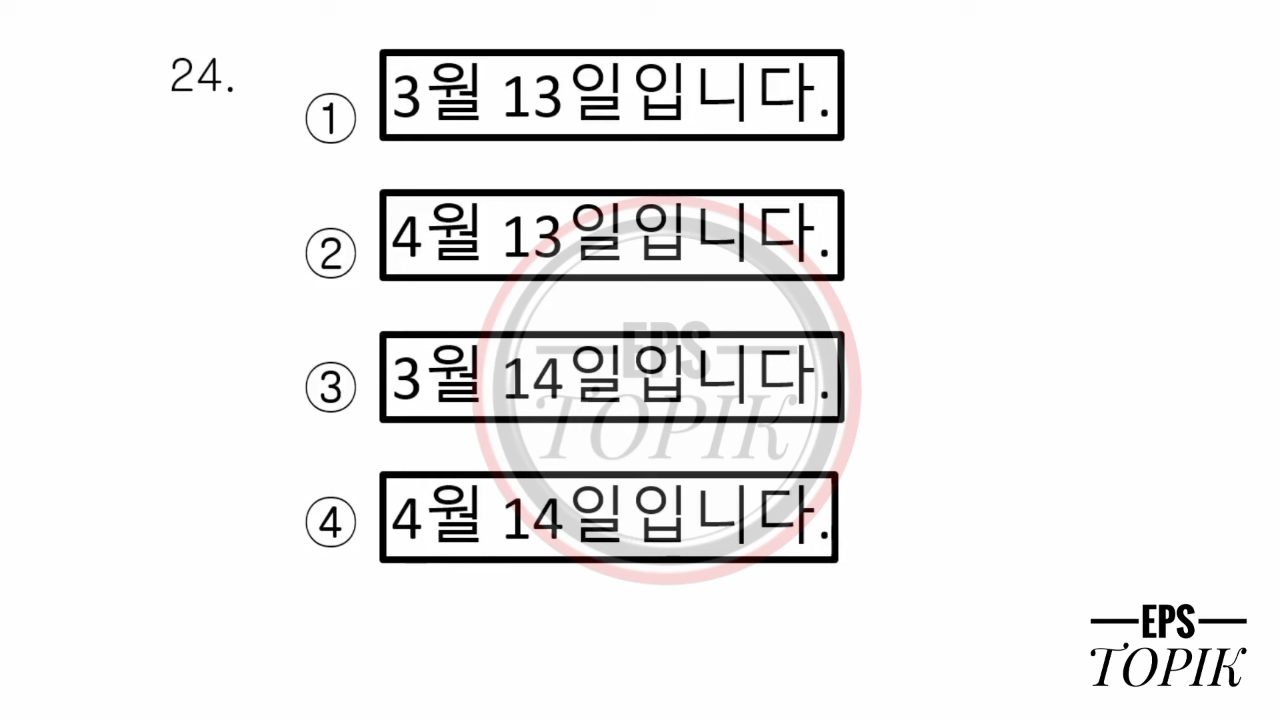 24.
① 3월 13일입니다.
② 4월 13일입니다.
③ 3월 14일입니다.
④ 4월 14일입니다.
EPS
TOPIK
EPS
TOPIK